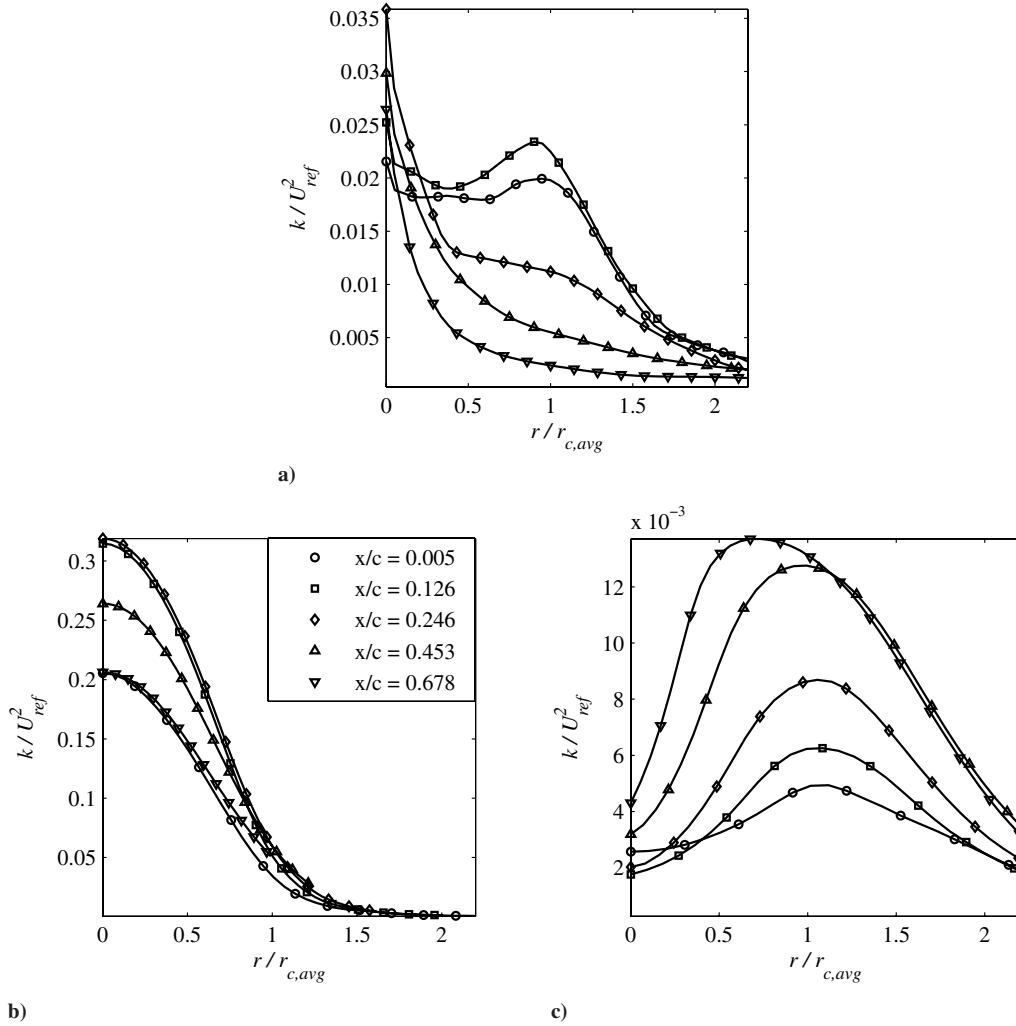 0.035
0.03
0.025
0.02
0.015
0.01
0.005
k / U²ref
0 0.5 1 1.5 2
r / rc,avg
a)
0.3
0.25
0.2
0.15
0.1
0.05
k / U²ref
0 0.5 1 1.5 2
r / rc,avg
b)
x/c = 0.005
x/c = 0.126
x/c = 0.246
x/c = 0.453
x/c = 0.678
x 10⁻³
12
10
8
6
4
2
k / U²ref
0 0.5 1 1.5 2
r / rc,avg
c)